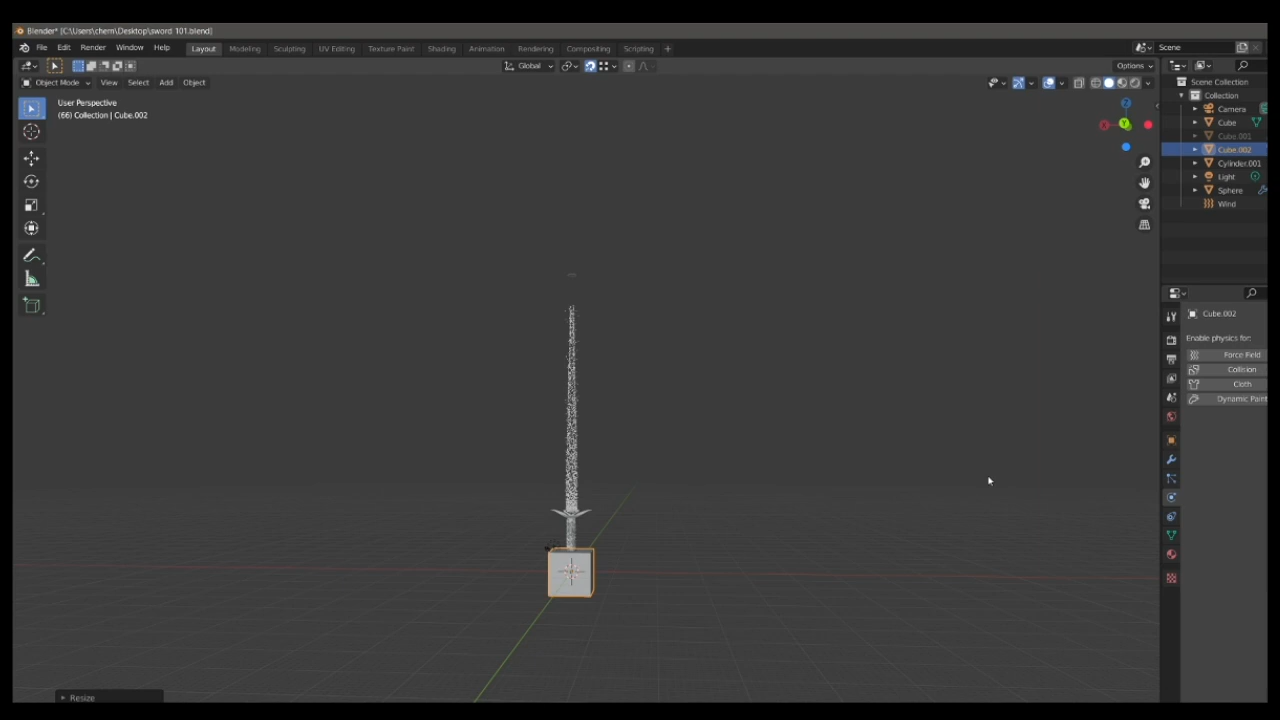 Blender* [C:\Users\chem\Desktop\sword 101.blend]
File Edit Render Window Help Layout Modeling Sculpting UV Editing Texture Paint Shading Animation Rendering Compositing Scripting + Scene
Global Options
Object Mode View Select Add Object
User Perspective
(66) Collection | Cube.002
Scene Collection
Collection
Camera
Cube
Cube.001
Cube.002
Cylinder.001
Light
Sphere
Wind
Z
X Y
Cube.002
Enable physics for:
Force Field
Collision
Cloth
Dynamic Paint
Resize